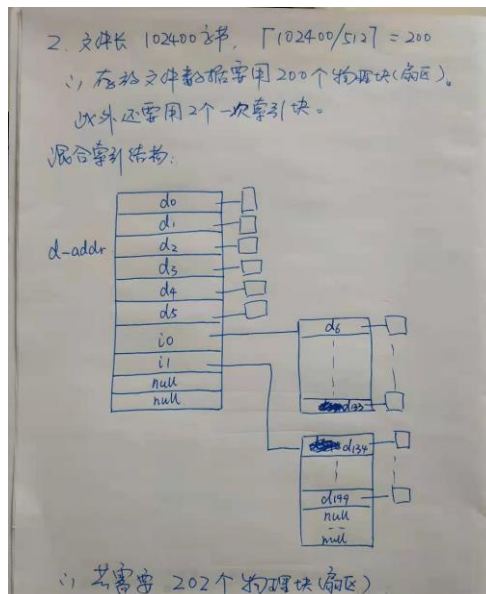 2. 文件长 102400字节, ⌈102400/512⌉ = 200
∴ 存放文件数据需用200个物理块(扇区)。
此外还要用2个一次索引块。
混合索引结构:
d-addr
d0
d1
d2
d3
d4
d5
i0
i1
null
null
d6
d133
d134
d199
null
null
∴ 共需要 202个物理块(扇区)